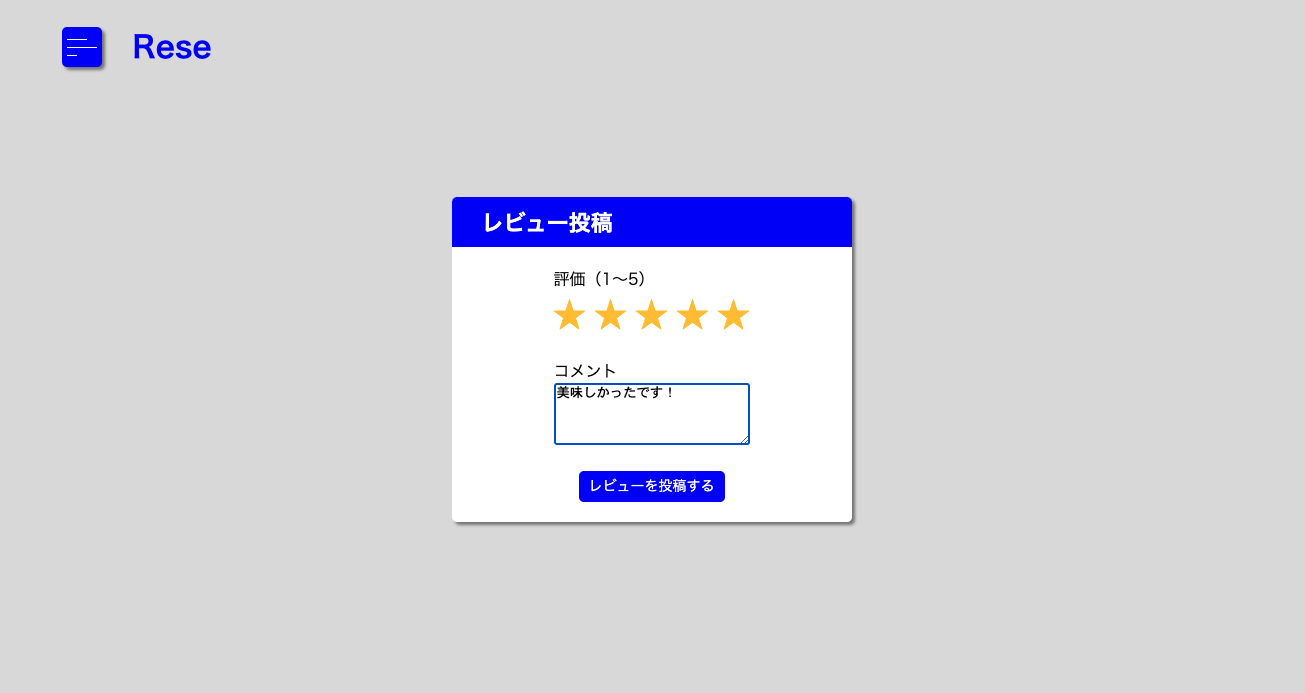 Rese
レビュー投稿
評価（1〜5）
コメント
美味しかったです！
レビューを投稿する